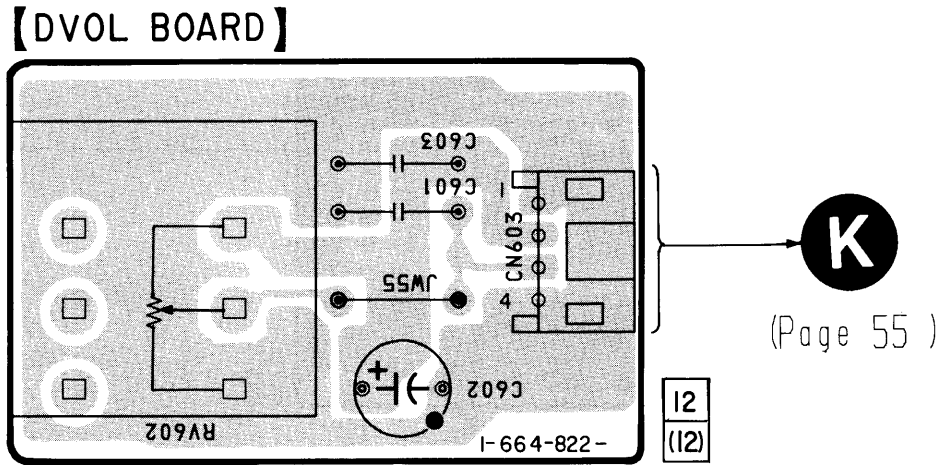 【DVOL BOARD】
C603
C601
1
CN603
K
JW55
4
(Page 55 )
+
C602
12
RV602
1-664-822-
(12)